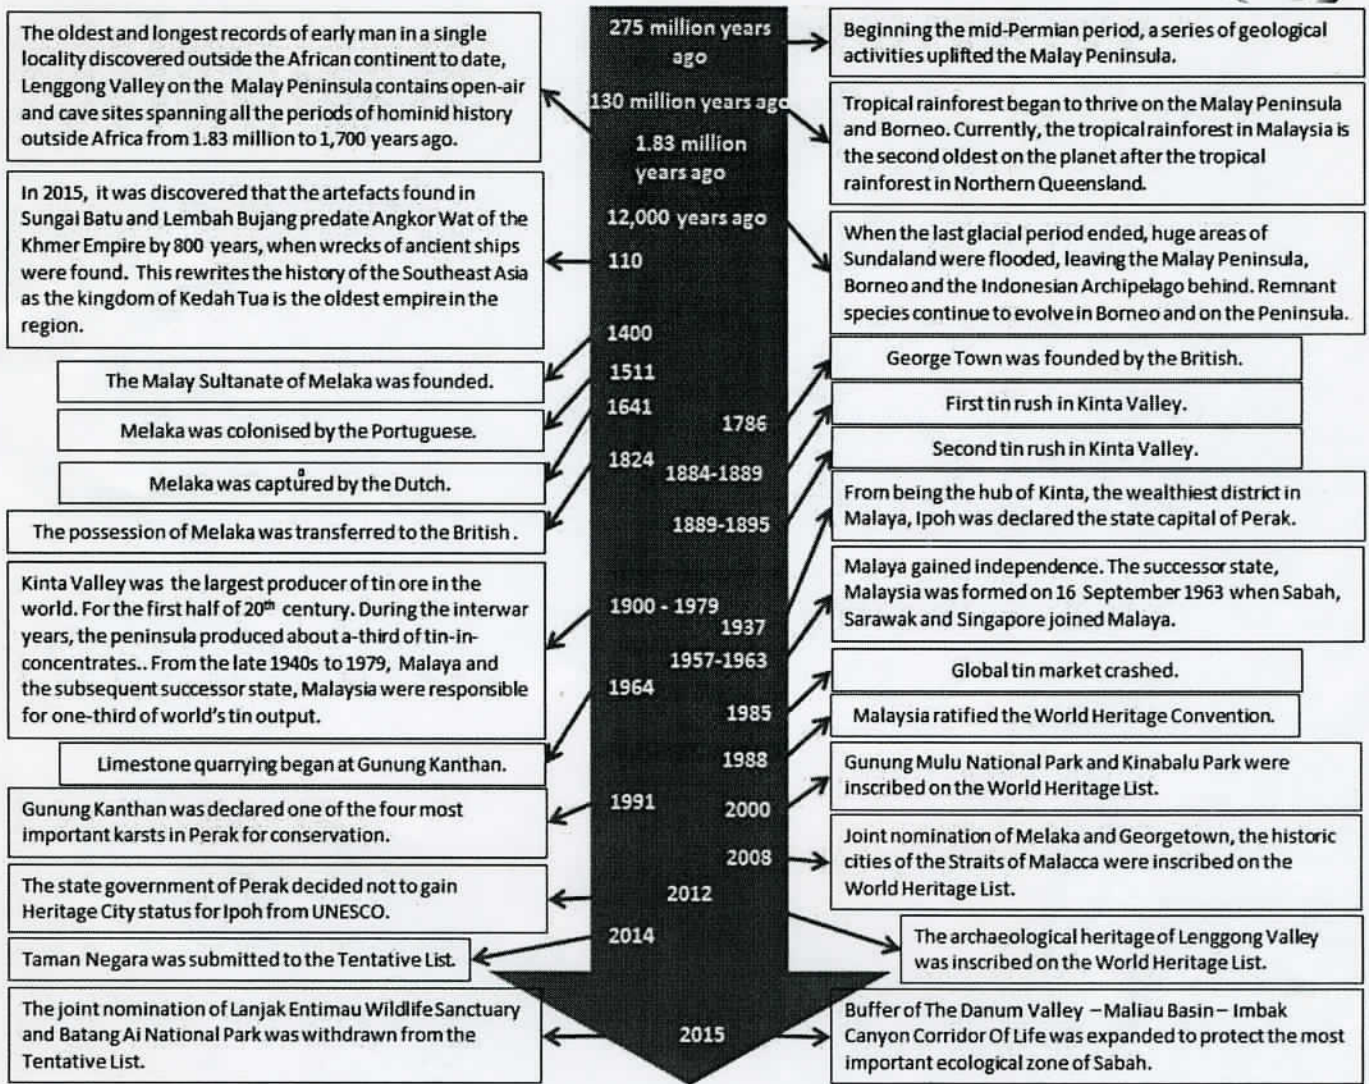 275 million years
ago
130 million years ago
1.83 million
years ago
12,000 years ago
110
1400
1511
1641
1786
1824
1884-1889
1889-1895
1900 - 1979
1937
1957-1963
1964
1985
1988
1991
2000
2008
2012
2014
2015
The oldest and longest records of early man in a single
locality discovered outside the African continent to date,
Lenggong Valley on the Malay Peninsula contains open-air
and cave sites spanning all the periods of hominid history
outside Africa from 1.83 million to 1,700 years ago.
In 2015, it was discovered that the artefacts found in
Sungai Batu and Lembah Bujang predate Angkor Wat of the
Khmer Empire by 800 years, when wrecks of ancient ships
were found. This rewrites the history of the Southeast Asia
as the kingdom of Kedah Tua is the oldest empire in the
region.
The Malay Sultanate of Melaka was founded.
Melaka was colonised by the Portuguese.
Melaka was captured by the Dutch.
The possession of Melaka was transferred to the British .
Kinta Valley was the largest producer of tin ore in the
world. For the first half of 20th century. During the interwar
years, the peninsula produced about a-third of tin-in-
concentrates.. From the late 1940s to 1979, Malaya and
the subsequent successor state, Malaysia were responsible
for one-third of world's tin output.
Limestone quarrying began at Gunung Kanthan.
Gunung Kanthan was declared one of the four most
important karsts in Perak for conservation.
The state government of Perak decided not to gain
Heritage City status for Ipoh from UNESCO.
Taman Negara was submitted to the Tentative List.
The joint nomination of Lanjak Entimau Wildlife Sanctuary
and Batang Ai National Park was withdrawn from the
Tentative List.
Beginning the mid-Permian period, a series of geological
activities uplifted the Malay Peninsula.
Tropical rainforest began to thrive on the Malay Peninsula
and Borneo. Currently, the tropical rainforest in Malaysia is
the second oldest on the planet after the tropical
rainforest in Northern Queensland.
When the last glacial period ended, huge areas of
Sundaland were flooded, leaving the Malay Peninsula,
Borneo and the Indonesian Archipelago behind. Remnant
species continue to evolve in Borneo and on the Peninsula.
George Town was founded by the British.
First tin rush in Kinta Valley.
Second tin rush in Kinta Valley.
From being the hub of Kinta, the wealthiest district in
Malaya, Ipoh was declared the state capital of Perak.
Malaya gained independence. The successor state,
Malaysia was formed on 16 September 1963 when Sabah,
Sarawak and Singapore joined Malaya.
Global tin market crashed.
Malaysia ratified the World Heritage Convention.
Gunung Mulu National Park and Kinabalu Park were
inscribed on the World Heritage List.
Joint nomination of Melaka and Georgetown, the historic
cities of the Straits of Malacca were inscribed on the
World Heritage List.
The archaeological heritage of Lenggong Valley
was inscribed on the World Heritage List.
Buffer of The Danum Valley – Maliau Basin – Imbak
Canyon Corridor Of Life was expanded to protect the most
important ecological zone of Sabah.